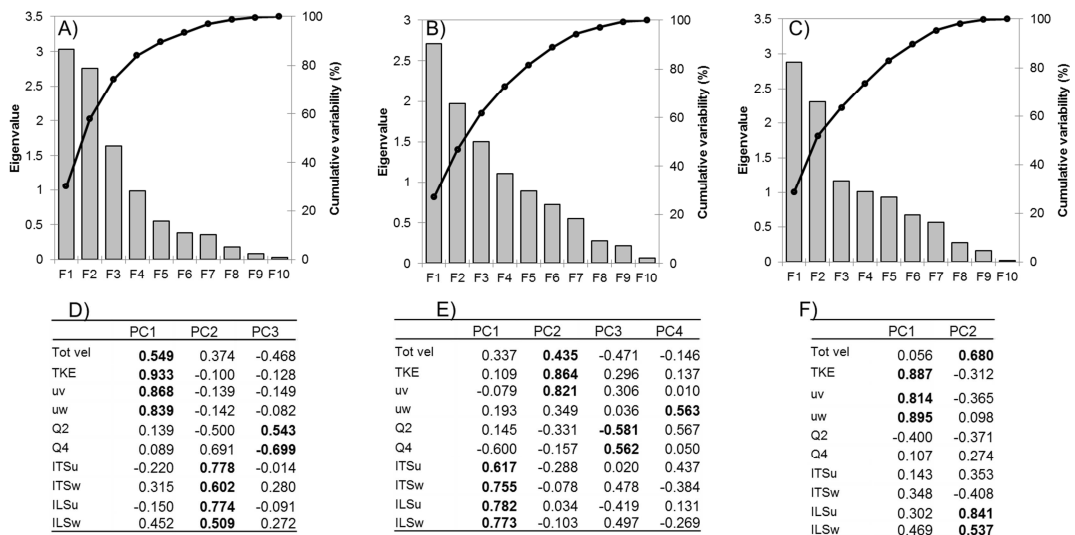 A)
3.5
3
2.5
2
1.5
1
0.5
0
Eigenvalue
100
80
60
40
20
0
Cumulative variability (%)
F1 F2 F3 F4 F5 F6 F7 F8 F9 F10
B)
3
2.5
2
1.5
1
0.5
0
Eigenvalue
100
80
60
40
20
0
Cumulative variability (%)
F1 F2 F3 F4 F5 F6 F7 F8 F9 F10
C)
3.5
3
2.5
2
1.5
1
0.5
0
Eigenvalue
100
80
60
40
20
0
Cumulative variability (%)
F1 F2 F3 F4 F5 F6 F7 F8 F9 F10
D)
PC1 PC2 PC3
Tot vel 0.549 0.374 -0.468
TKE 0.933 -0.100 -0.128
uv 0.868 -0.139 -0.149
uw 0.839 -0.142 -0.082
Q2 0.139 -0.500 0.543
Q4 0.089 0.691 -0.699
ITSu -0.220 0.778 -0.014
ITSw 0.315 0.602 0.280
ILSu -0.150 0.774 -0.091
ILSw 0.452 0.509 0.272
E)
PC1 PC2 PC3 PC4
Tot vel 0.337 0.435 -0.471 -0.146
TKE 0.109 0.864 0.296 0.137
uv -0.079 0.821 0.306 0.010
uw 0.193 0.349 0.036 0.563
Q2 0.145 -0.331 -0.581 0.567
Q4 -0.600 -0.157 0.562 0.050
ITSu 0.617 -0.288 0.020 0.437
ITSw 0.755 -0.078 0.478 -0.384
ILSu 0.782 0.034 -0.419 0.131
ILSw 0.773 -0.103 0.497 -0.269
F)
PC1 PC2
Tot vel 0.056 0.680
TKE 0.887 -0.312
uv 0.814 -0.365
uw 0.895 0.098
Q2 -0.400 -0.371
Q4 0.107 0.274
ITSu 0.143 0.353
ITSw 0.348 -0.408
ILSu 0.302 0.841
ILSw 0.469 0.537